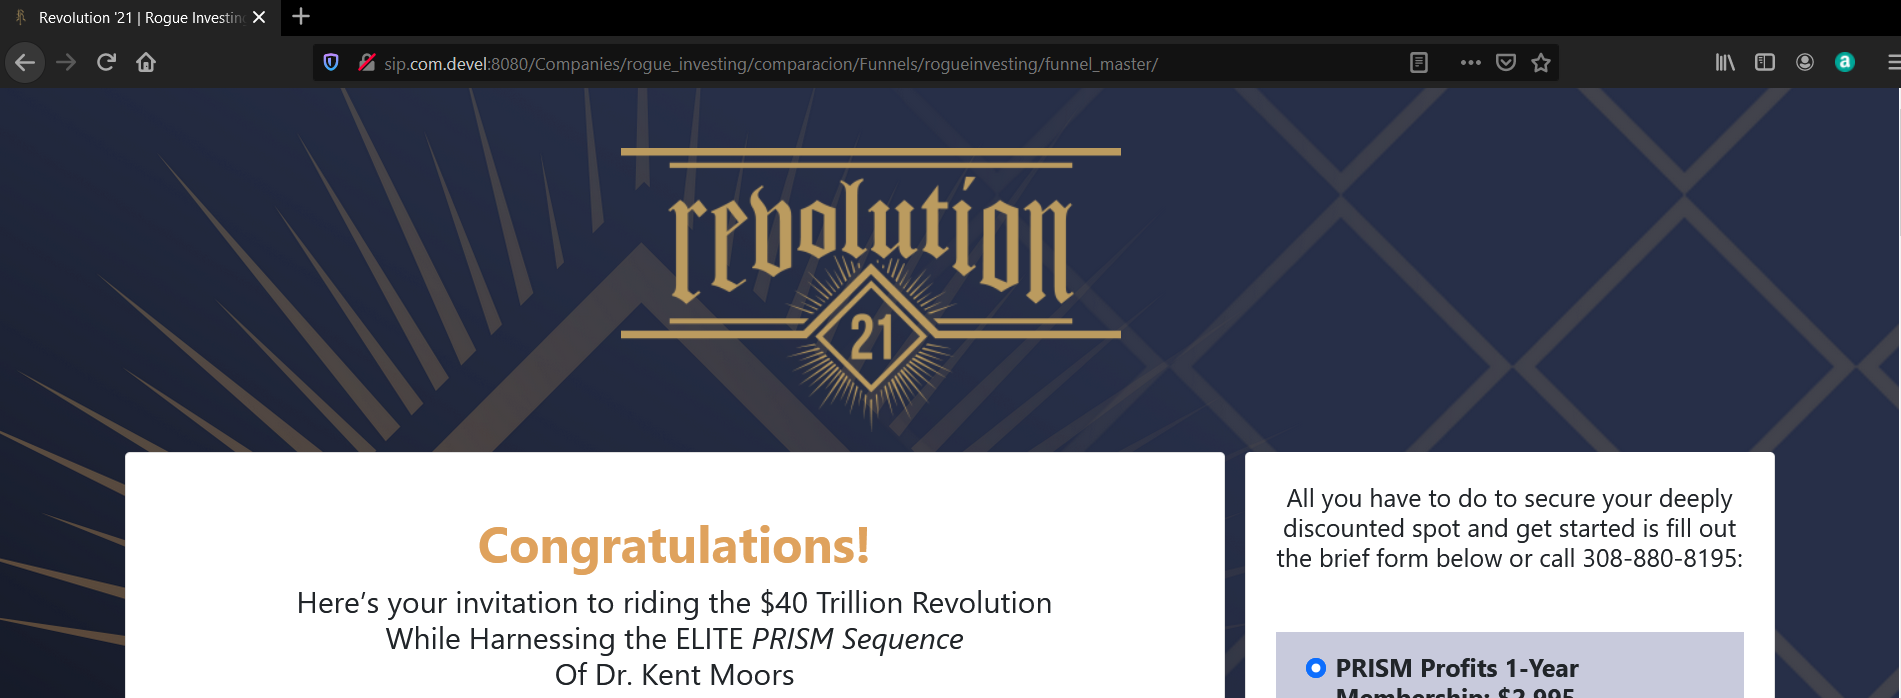 Revolution '21 | Rogue Investing
sip.com.devel:8080/Companies/rogue_investing/comparacion/Funnels/rogueinvesting/funnel_master/
revolution
21
Congratulations!
Here’s your invitation to riding the $40 Trillion Revolution
While Harnessing the ELITE PRISM Sequence
Of Dr. Kent Moors
All you have to do to secure your deeply
discounted spot and get started is fill out
the brief form below or call 308-880-8195:
PRISM Profits 1-Year
Membership: $2,995